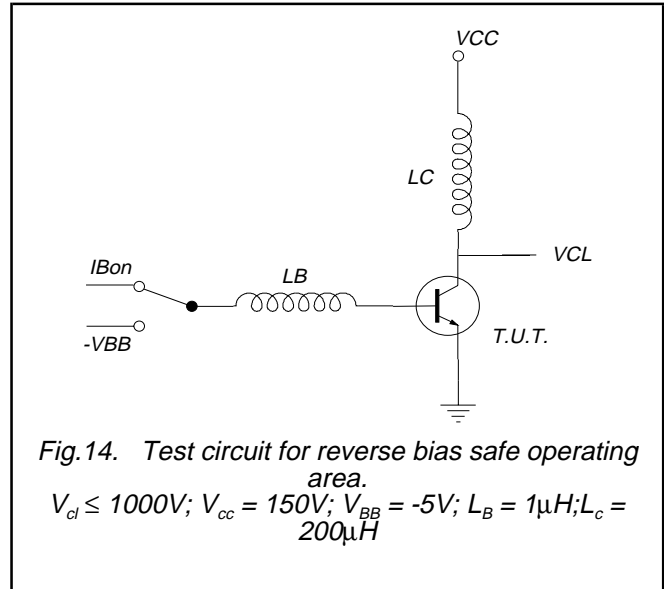 VCC
LC
IBon
LB
VCL
-VBB
T.U.T.
Fig.14. Test circuit for reverse bias safe operating
area.
Vcl ≤ 1000V; Vcc = 150V; VBB = -5V; LB = 1μH;Lc =
200μH